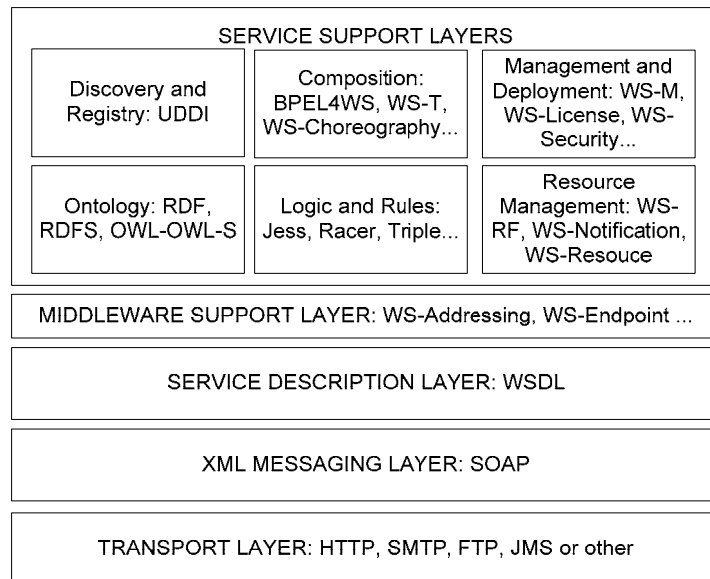 SERVICE SUPPORT LAYERS
Discovery and
Registry: UDDI
Composition:
BPEL4WS, WS-T,
WS-Choreography...
Management and
Deployment: WS-M,
WS-License, WS-
Security...
Ontology: RDF,
RDFS, OWL-OWL-S
Logic and Rules:
Jess, Racer, Triple...
Resource
Management: WS-
RF, WS-Notification,
WS-Resouce
MIDDLEWARE SUPPORT LAYER: WS-Addressing, WS-Endpoint ...
SERVICE DESCRIPTION LAYER: WSDL
XML MESSAGING LAYER: SOAP
TRANSPORT LAYER: HTTP, SMTP, FTP, JMS or other